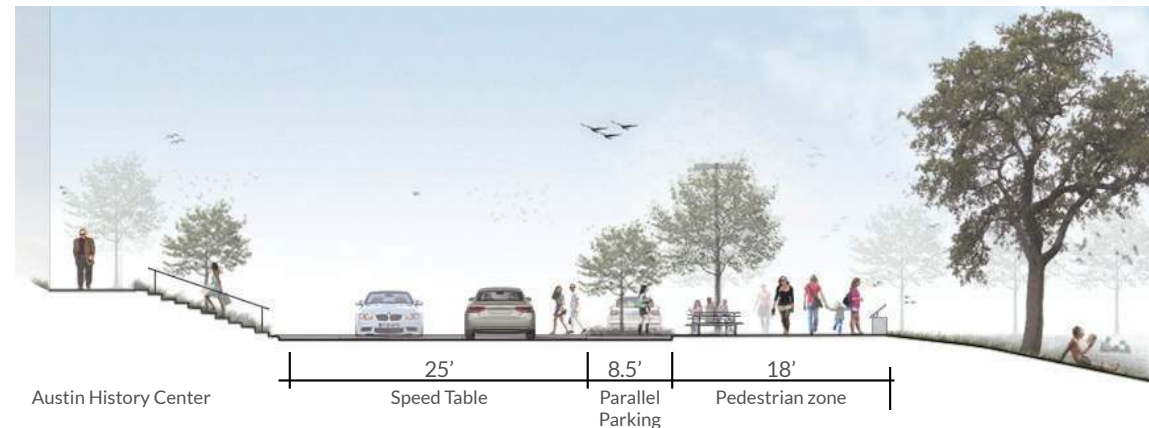 25’ 8.5’ 18’
Austin History Center Speed Table Parallel Pedestrian zone
Parking